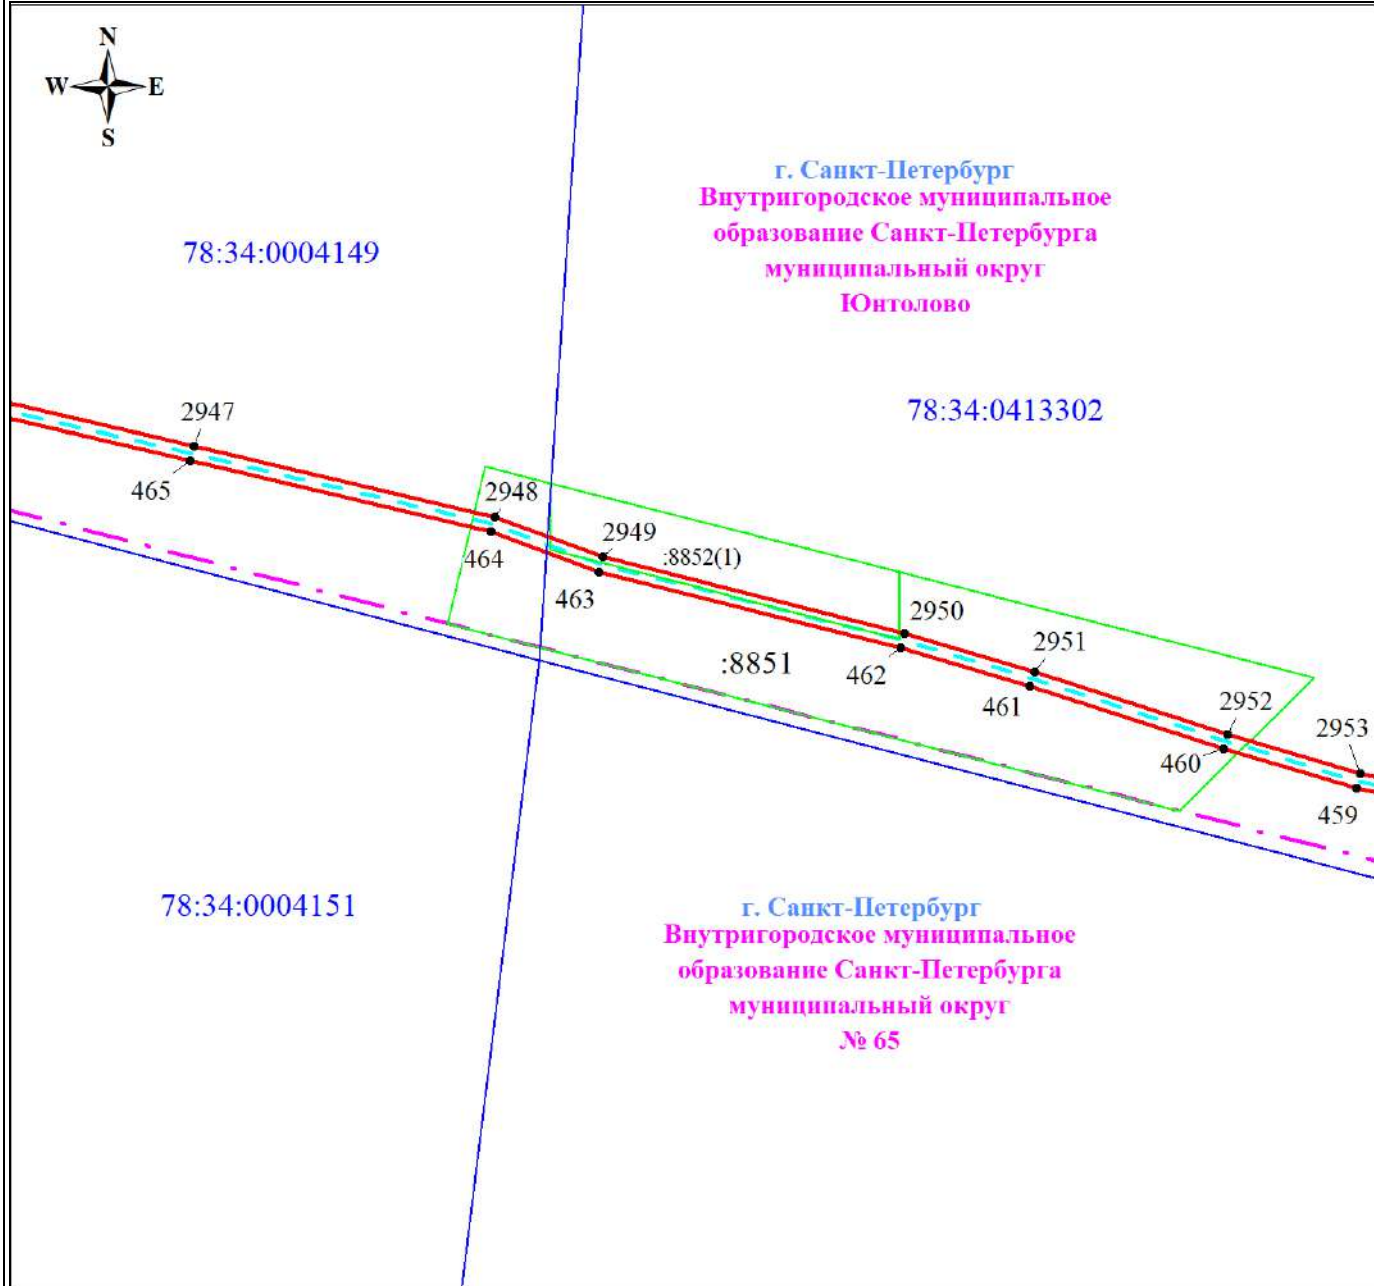 N
W E
S
г. Санкт-Петербург
Внутригородское муниципальное
образование Санкт-Петербурга
муниципальный округ
Юнтолово
78:34:0004149
78:34:0413302
2947
465
2948
464
2949
463
:8852(1)
2950
462
:8851
2951
461
2952
460
2953
459
78:34:0004151
г. Санкт-Петербург
Внутригородское муниципальное
образование Санкт-Петербурга
муниципальный округ
№ 65